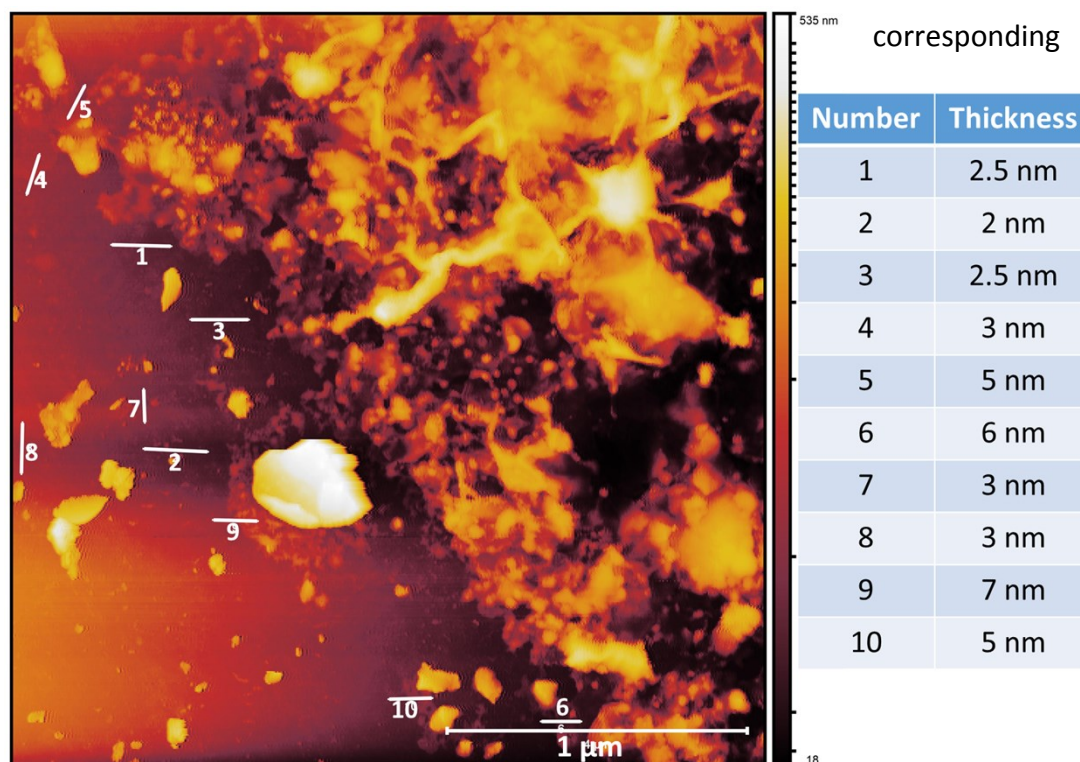 535 nm
corresponding
Number Thickness
1 2.5 nm
2 2 nm
3 2.5 nm
4 3 nm
5 5 nm
6 6 nm
7 3 nm
8 3 nm
9 7 nm
10 5 nm
5
4
1
3
7
8
2
9
10
6
6
1 µm
18